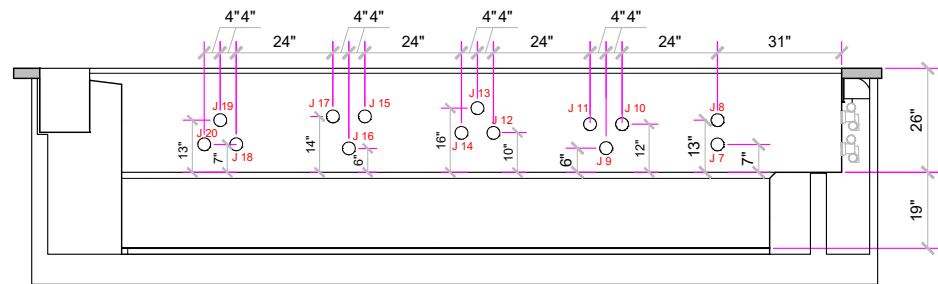 4"4" 4"4" 4"4" 4"4"
24" 24" 24" 24" 31"
J 19 J 17 J 15 J 13 J 11 J 10 J 8
J 20 J 18 J 16 J 14 J 12 J 9 J 7
13" 7" 14" 6" 16" 10" 6" 12" 13" 7"
26"
19"